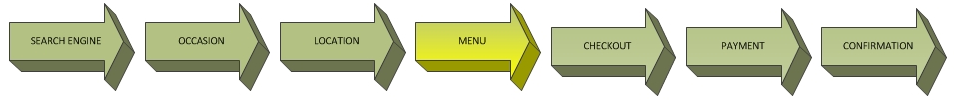 SEARCH ENGINE
OCCASION
LOCATION
MENU
CHECKOUT
PAYMENT
CONFIRMATION